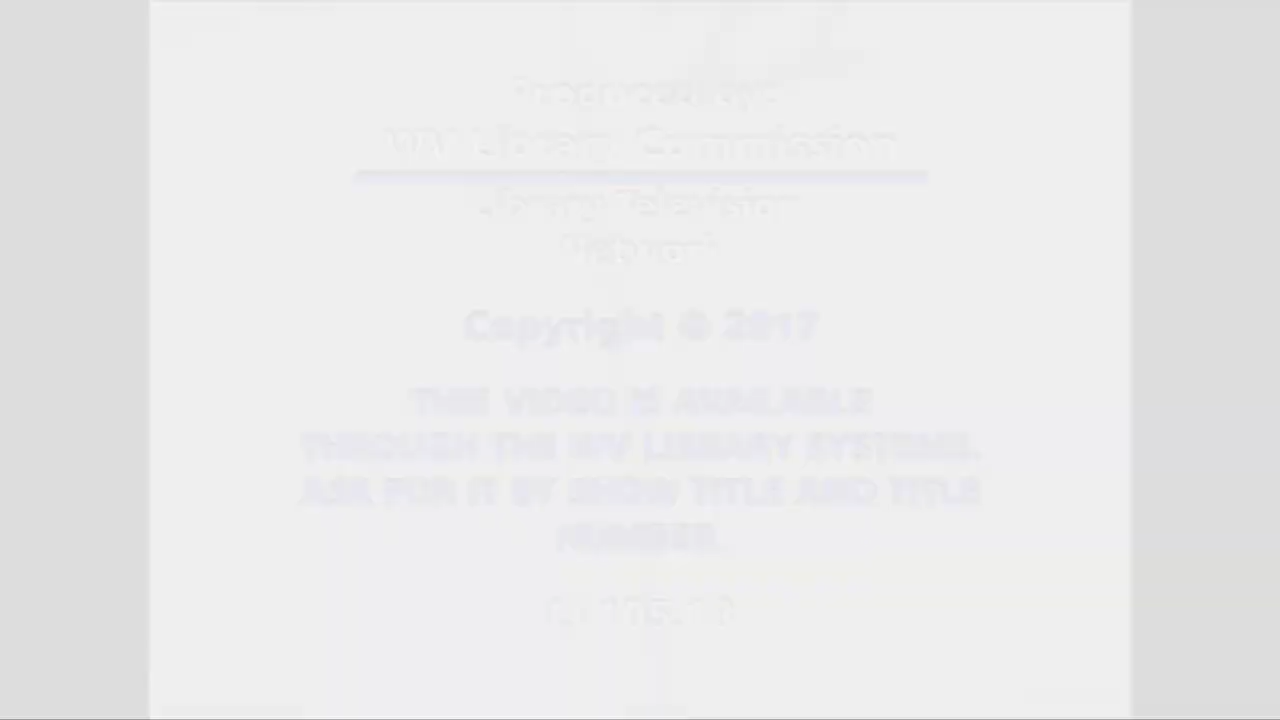 Produced by:
WV Library Commission
Library Television
Network
Copyright © 2017
THIS VIDEO IS AVAILABLE
THROUGH THE WV LIBRARY SYSTEMS.
ASK FOR IT BY SHOW TITLE AND TITLE
NUMBER.